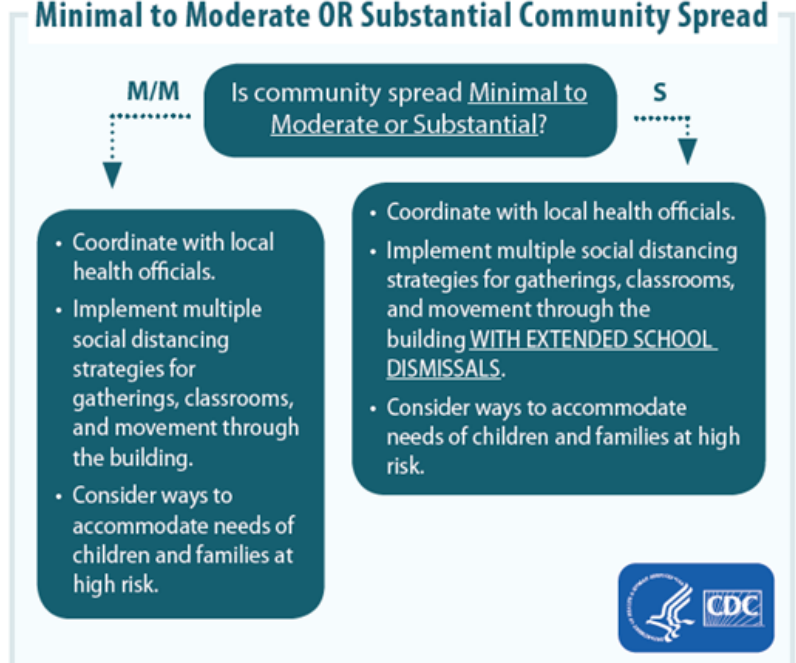 Minimal to Moderate OR Substantial Community Spread
M/M
Is community spread Minimal to
Moderate or Substantial?
S
• Coordinate with local
health officials.
• Implement multiple
social distancing
strategies for
gatherings, classrooms,
and movement through
the building.
• Consider ways to
accommodate needs of
children and families at
high risk.
• Coordinate with local health officials.
• Implement multiple social distancing
strategies for gatherings, classrooms,
and movement through the
building WITH EXTENDED SCHOOL
DISMISSALS.
• Consider ways to accommodate
needs of children and families at high
risk.
CDC